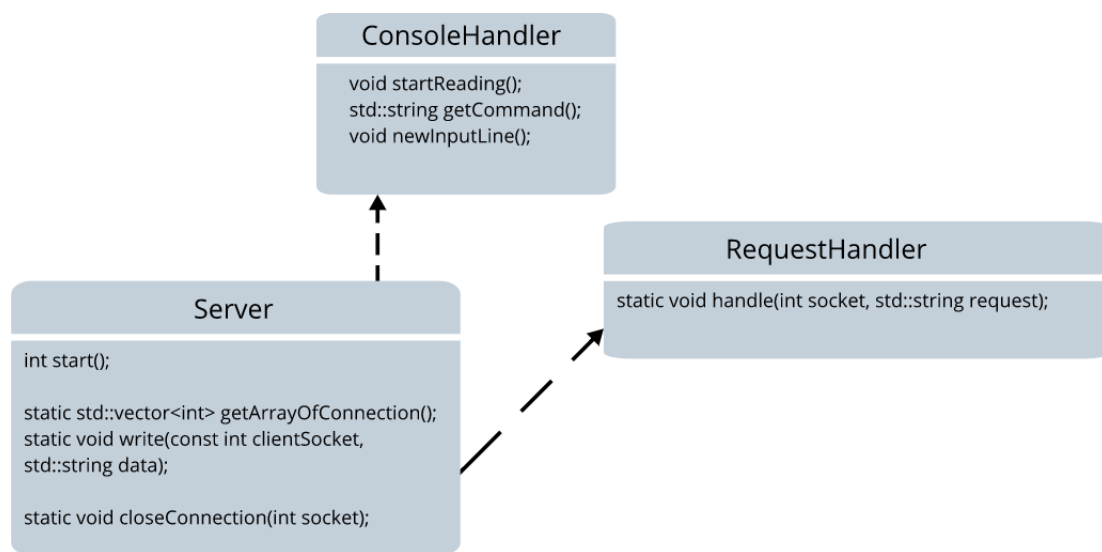 ConsoleHandler
void startReading();
std::string getCommand();
void newInputLine();
RequestHandler
static void handle(int socket, std::string request);
Server
int start();
static std::vector<int> getArrayOfConnection();
static void write(const int clientSocket,
std::string data);
static void closeConnection(int socket);